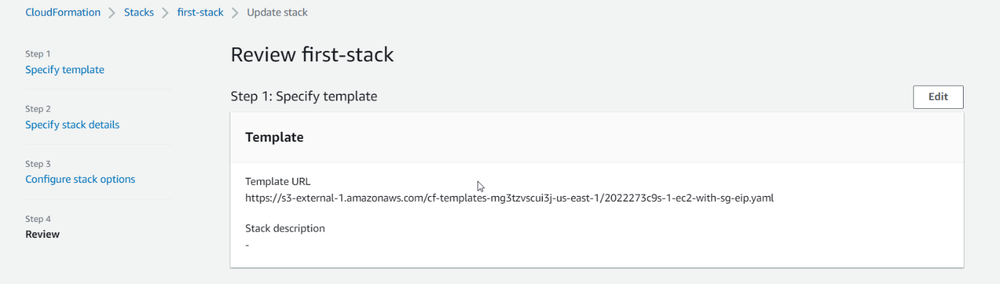 CloudFormation > Stacks > first-stack > Update stack
Step 1
Specify template
Step 2
Specify stack details
Step 3
Configure stack options
Step 4
Review
Review first-stack
Step 1: Specify template
Edit
Template
Template URL
https://s3-external-1.amazonaws.com/cf-templates-mg3tzvscui3j-us-east-1/2022273c9s-1-ec2-with-sg-eip.yaml
Stack description
-